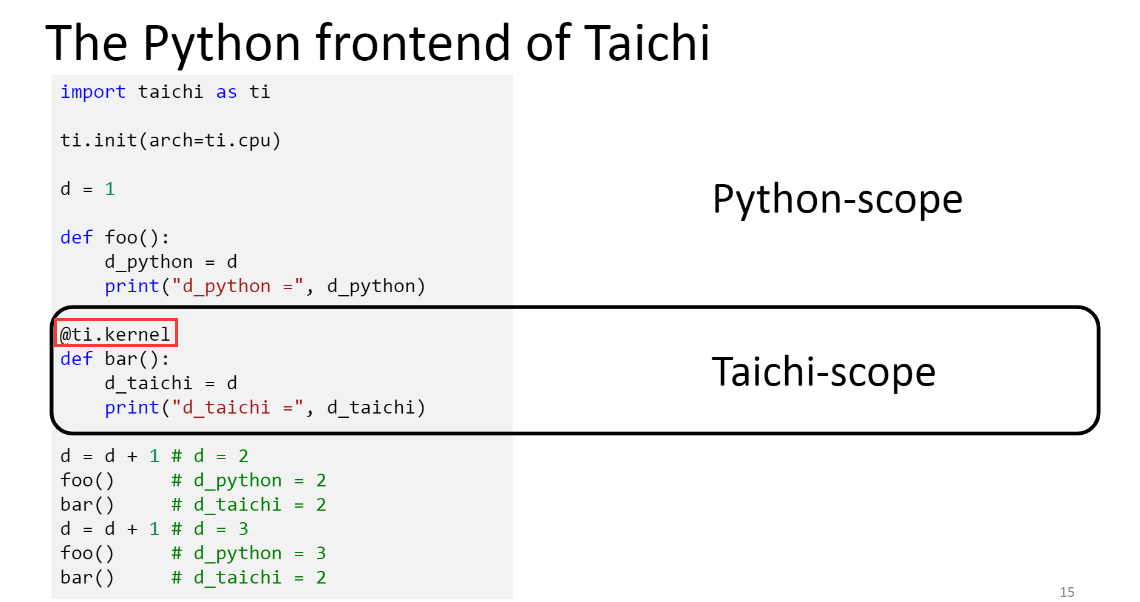 The Python frontend of Taichi
import taichi as ti
ti.init(arch=ti.cpu)
d = 1
Python-scope
def foo():
    d_python = d
    print("d_python =", d_python)
@ti.kernel
def bar():
    d_taichi = d
    print("d_taichi =", d_taichi)
Taichi-scope
d = d + 1 # d = 2
foo()     # d_python = 2
bar()     # d_taichi = 2
d = d + 1 # d = 3
foo()     # d_python = 3
bar()     # d_taichi = 2
15